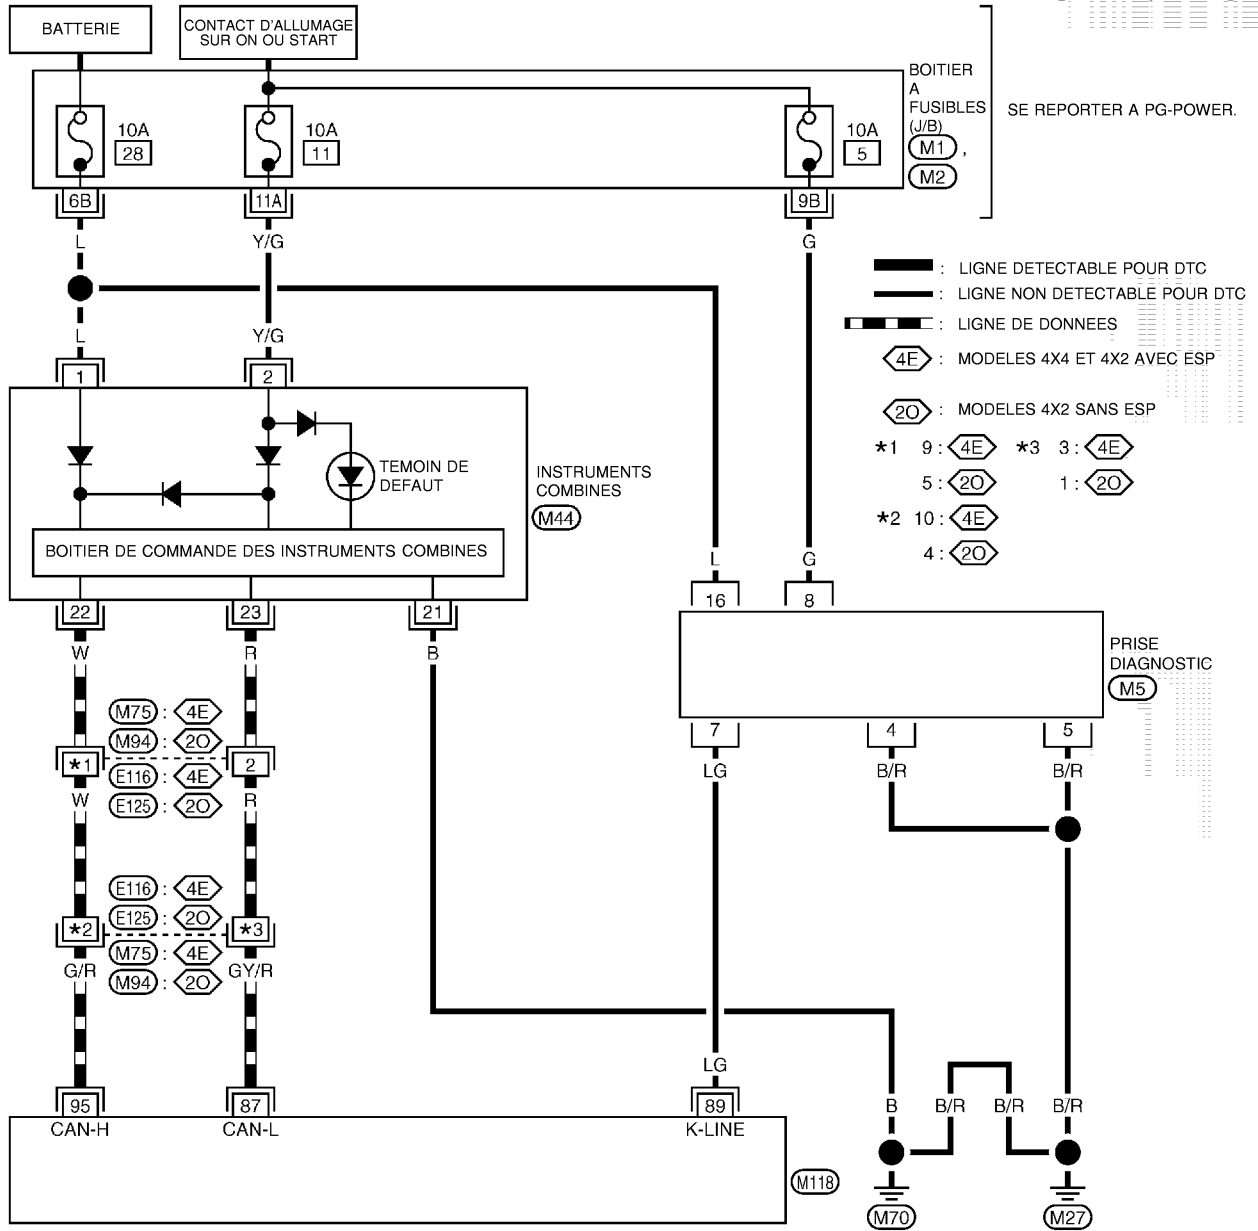 BATTERIE
CONTACT D'ALLUMAGE
SUR ON OU START
BOITIER
A
FUSIBLES
(J/B)
M1 ,
M2
SE REPORTER A PG-POWER.
10A
28
10A
11
10A
5
6B
11A
9B
L
Y/G
G
: LIGNE DETECTABLE POUR DTC
: LIGNE NON DETECTABLE POUR DTC
: LIGNE DE DONNEES
4E : MODELES 4X4 ET 4X2 AVEC ESP
2O : MODELES 4X2 SANS ESP
*1 9 : 4E *3 3 : 4E
5 : 2O 1 : 2O
*2 10 : 4E
4 : 2O
L
Y/G
1
2
TEMOIN DE
DEFAUT
INSTRUMENTS
COMBINES
M44
BOITIER DE COMMANDE DES INSTRUMENTS COMBINES
L
G
16
8
22
23
21
W
R
B
PRISE
DIAGNOSTIC
M5
7
4
5
LG
B/R
B/R
M75 : 4E
M94 : 2O
*1
2
E116 : 4E
E125 : 2O
W
R
E116 : 4E
E125 : 2O
*2
*3
M75 : 4E
M94 : 2O
G/R
GY/R
LG
95
87
89
CAN-H
CAN-L
K-LINE
M118
B
B/R
B/R
B/R
M70
M27